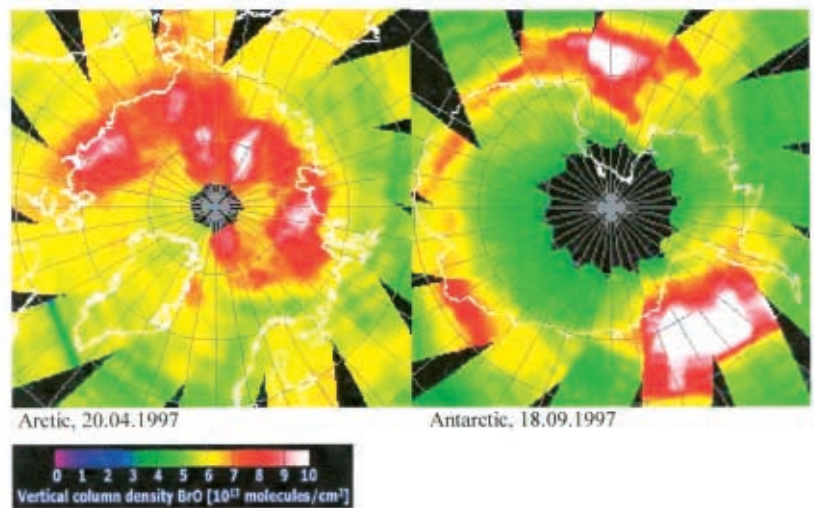 Arctic, 20.04.1997
Antarctic, 18.09.1997
0 1 2 3 4 5 6 7 8 9 10
Vertical column density BrO [10¹³ molecules/cm²]